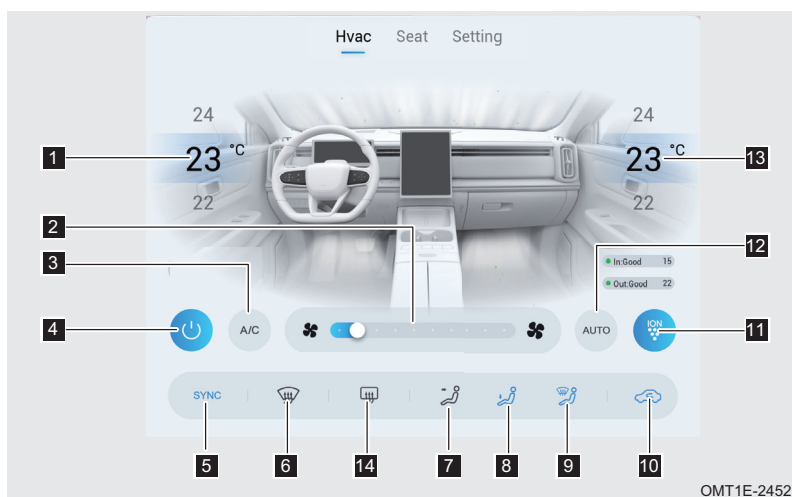 Hvac Seat Setting
24 24
1 23 °C 23 °C 13
22 22
2
3 12
In:Good 15
Out:Good 22
4 A/C AUTO ION 11
SYNC
5 6 14 7 8 9 10
OMT1E-2452